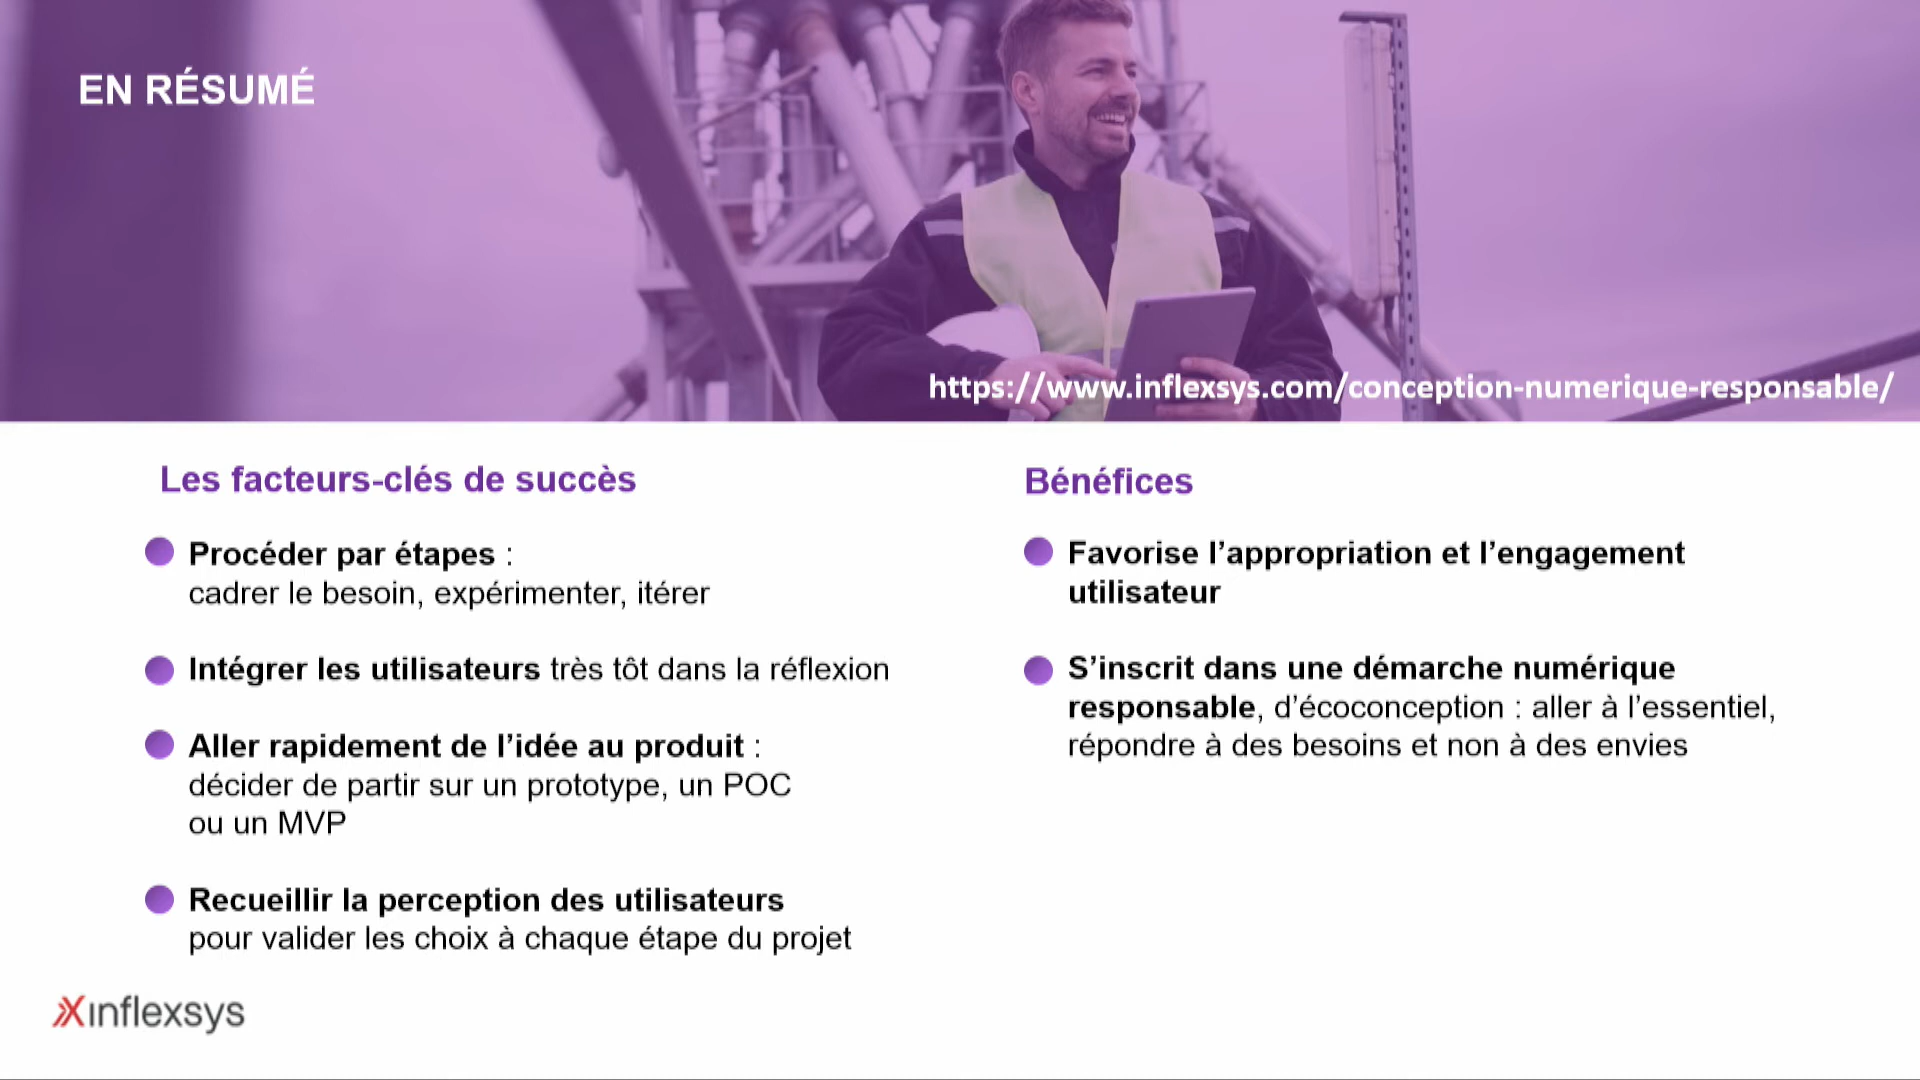 EN RÉSUMÉ
https://www.inflexsys.com/conception-numerique-responsable/
Les facteurs-clés de succès
Procéder par étapes :
cadrer le besoin, expérimenter, itérer
Intégrer les utilisateurs très tôt dans la réflexion
Aller rapidement de l’idée au produit :
décider de partir sur un prototype, un POC
ou un MVP
Recueillir la perception des utilisateurs
pour valider les choix à chaque étape du projet
Bénéfices
Favorise l’appropriation et l’engagement
utilisateur
S’inscrit dans une démarche numérique
responsable, d’écoconception : aller à l’essentiel,
répondre à des besoins et non à des envies
inflexsys